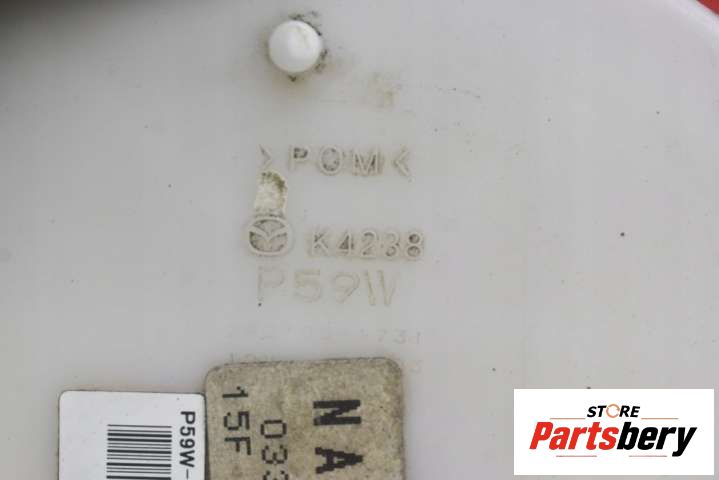 >POM<
K4238
P59W
P59W-
NA
033
15F
STORE
Partsbery